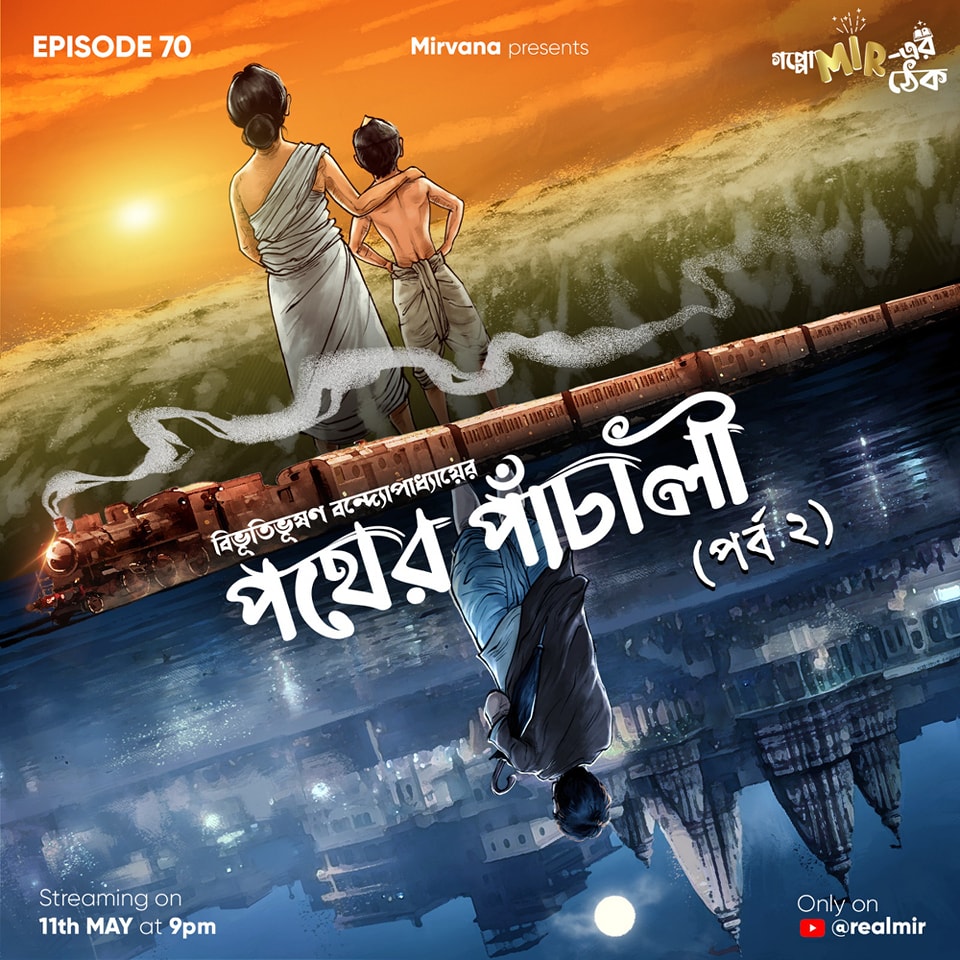 EPISODE 70
Mirvana presents
গপ্পো MIR-এর
ঠেক
বিভূতিভূষণ বন্দ্যোপাধ্যায়ের
পথের পাঁচালী
(পর্ব ২)
Streaming on
11th MAY at 9pm
Only on
@realmir